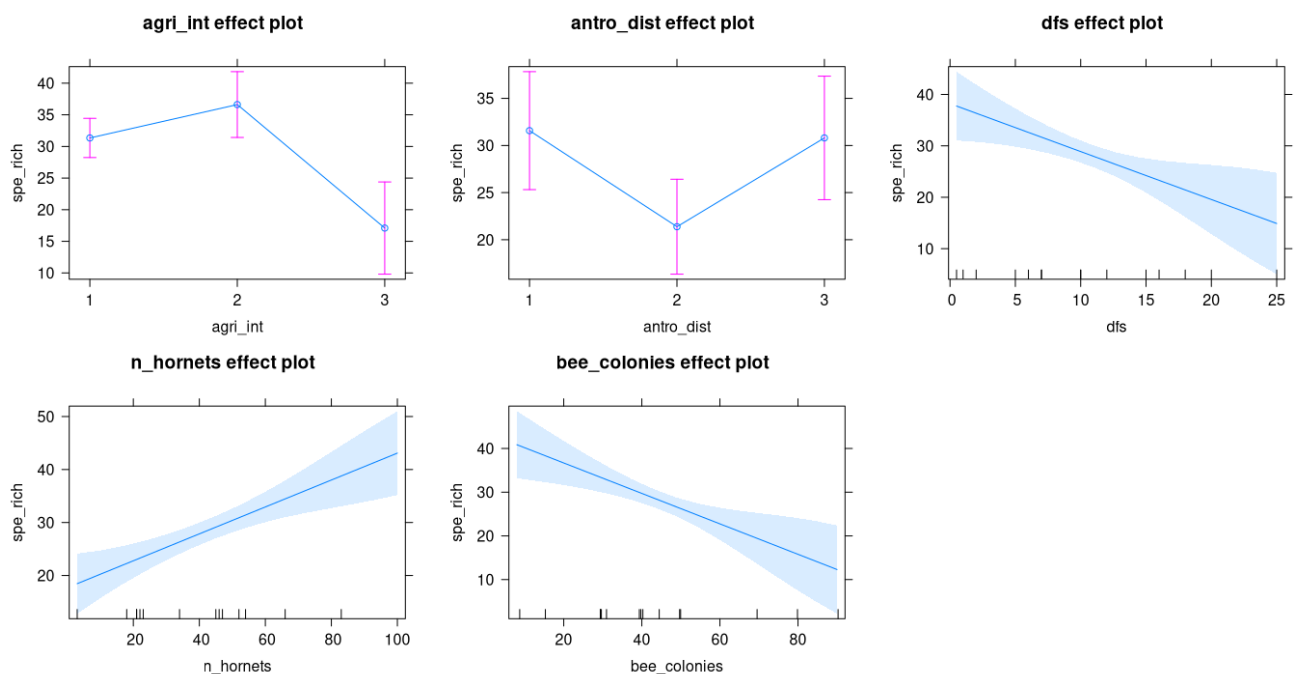 agri_int effect plot
spe_rich
40
35
30
25
20
15
10
1 2 3
agri_int
antro_dist effect plot
spe_rich
35
30
25
20
1 2 3
antro_dist
dfs effect plot
spe_rich
40
30
20
10
0 5 10 15 20 25
dfs
n_hornets effect plot
spe_rich
50
40
30
20
20 40 60 80 100
n_hornets
bee_colonies effect plot
spe_rich
40
30
20
10
20 40 60 80
bee_colonies